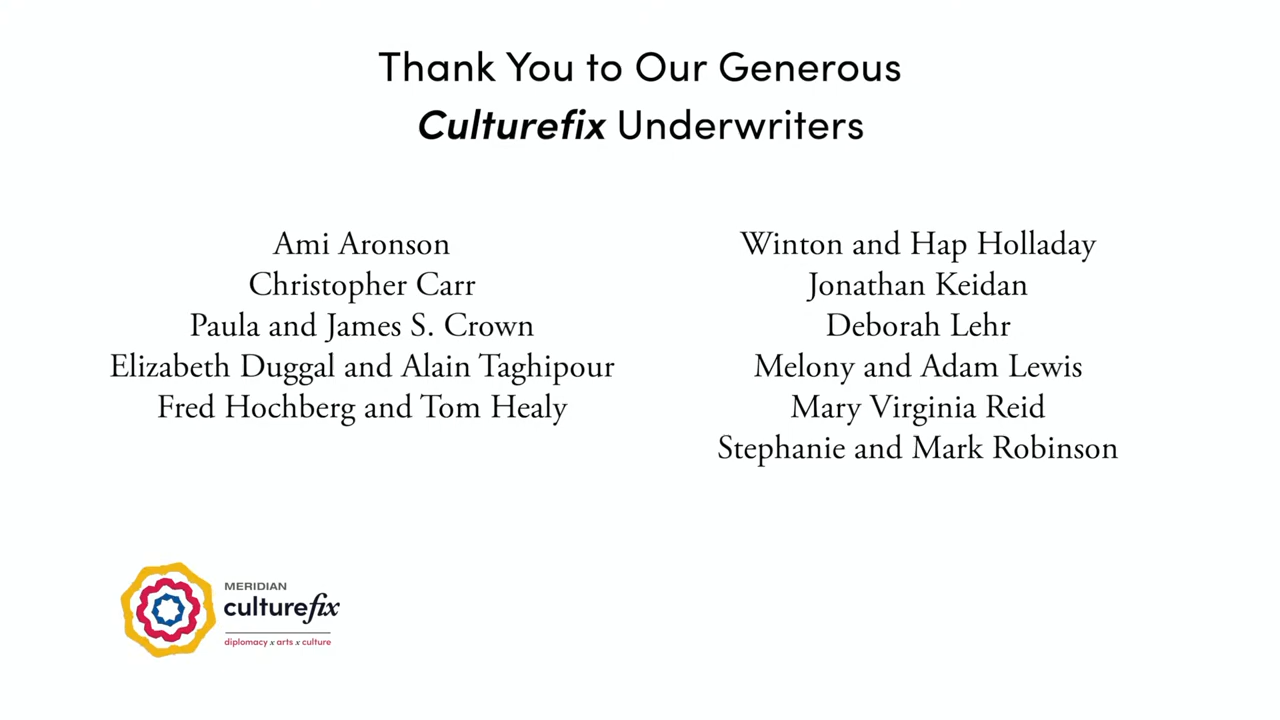 Thank You to Our Generous
Culturefix Underwriters
Ami Aronson
Christopher Carr
Paula and James S. Crown
Elizabeth Duggal and Alain Taghipour
Fred Hochberg and Tom Healy
Winton and Hap Holladay
Jonathan Keidan
Deborah Lehr
Melony and Adam Lewis
Mary Virginia Reid
Stephanie and Mark Robinson
MERIDIAN
culturefix
diplomacy x arts x culture